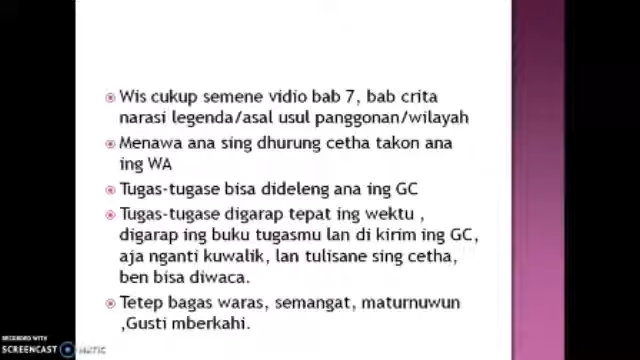 Wis cukup semene vidio bab 7, bab crita
narasi legenda/asal usul panggonan/wilayah
Menawa ana sing dhurung cetha takon ana
ing WA
Tugas-tugase bisa dideleng ana ing GC
Tugas-tugase digarap tepat ing wektu ,
digarap ing buku tugasmu lan di kirim ing GC,
aja nganti kuwalik, lan tulisane sing cetha,
ben bisa diwaca.
Tetep bagas waras, semangat, maturnuwun
,Gusti mberkahi.
RECORDED WITH
SCREENCAST MATIC